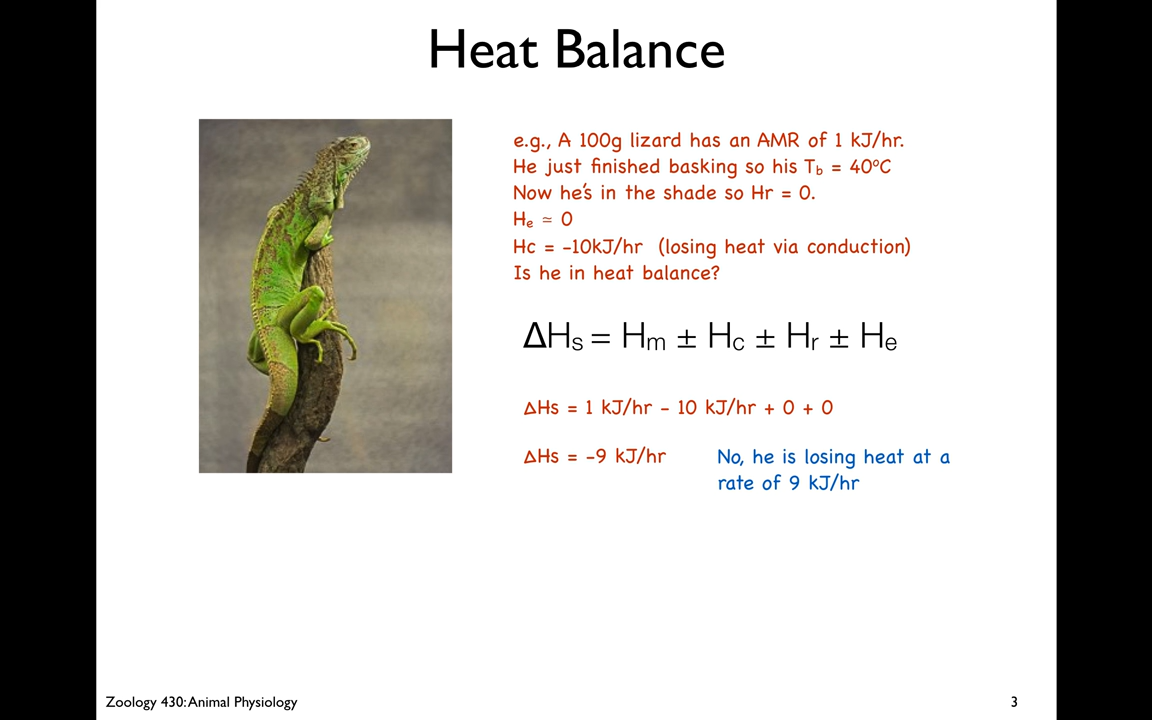 Heat Balance
e.g., A 100g lizard has an AMR of 1 kJ/hr.
He just finished basking so his Tb = 40°C
Now he's in the shade so Hr = 0.
He ≃ 0
Hc = -10kJ/hr (losing heat via conduction)
Is he in heat balance?
ΔHs = Hm ± Hc ± Hr ± He
ΔHs = 1 kJ/hr - 10 kJ/hr + 0 + 0
ΔHs = -9 kJ/hr
No, he is losing heat at a
rate of 9 kJ/hr
Zoology 430: Animal Physiology
3